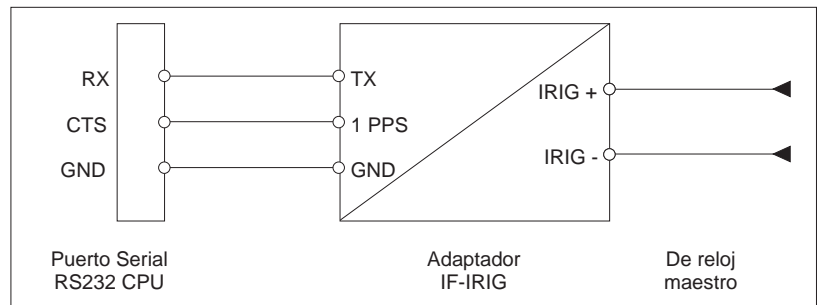 RX
TX
IRIG +
CTS
1 PPS
GND
GND
IRIG -
Puerto Serial
RS232 CPU
Adaptador
IF-IRIG
De reloj
maestro